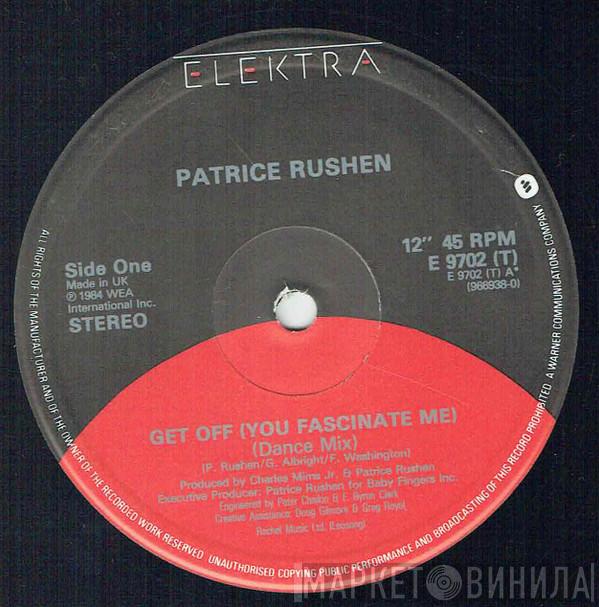 ELEKTRA
PATRICE RUSHEN
Side One
Made in UK
℗ 1984 WEA
International Inc.
STEREO
12" 45 RPM
E 9702 (T)
E 9702 (T) A*
(966938-0)
GET OFF (YOU FASCINATE ME)
(Dance Mix)
(P. Rushen/G. Albright/F. Washington)
Produced by Charles Mims Jr. & Patrice Rushen
Executive Producer: Patrice Rushen for Baby Fingers Inc.
Engineered by Peter Chaikin & F. Byron Clark
Creative Assistance: Doug Gilmore & Greg Royal
Rachel Music Ltd. (Leosong)
ALL RIGHTS OF THE MANUFACTURER AND OF THE OWNER OF THE RECORDED WORK RESERVED UNAUTHORISED COPYING PUBLIC PERFORMANCE AND BROADCASTING OF THIS RECORD PROHIBITED A WARNER COMMUNICATIONS COMPANY
МАРКЕТ ВИНИЛА